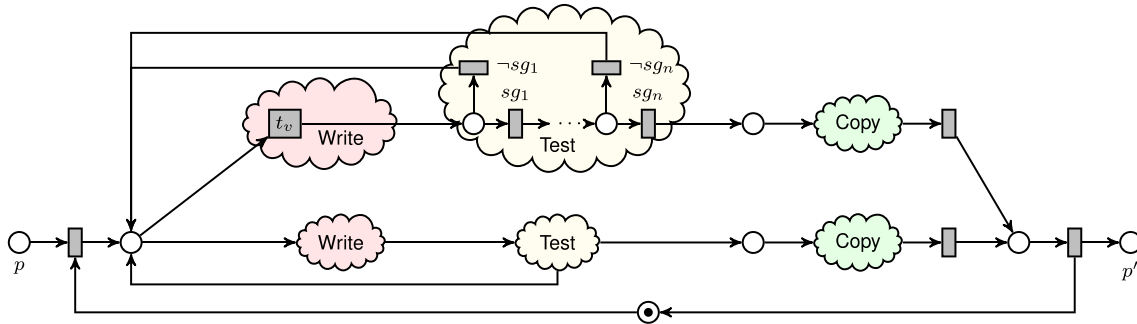 ¬sg₁ ¬sgₙ
sg₁ sgₙ
tᵥ Write · · · Test Copy
Write Test Copy
p p′